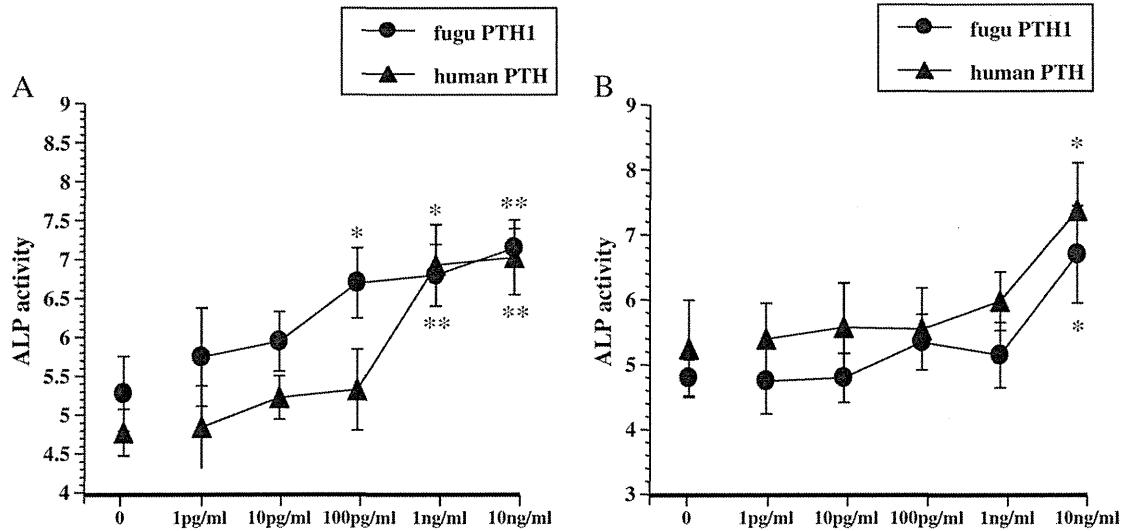 fugu PTH1
human PTH
A
ALP activity
9
8.5
8
7.5
7
6.5
6
5.5
5
4.5
4
*
*
**
**
**
0
1pg/ml
10pg/ml
100pg/ml
1ng/ml
10ng/ml
fugu PTH1
human PTH
B
ALP activity
9
8
7
6
5
4
3
*
*
0
1pg/ml
10pg/ml
100pg/ml
1ng/ml
10ng/ml